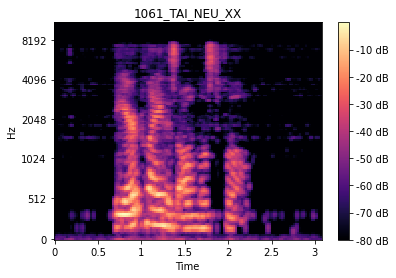 1061_TAI_NEU_XX
Hz
8192
4096
2048
1024
512
0
0
0.5
1
1.5
2
2.5
3
Time
-10 dB
-20 dB
-30 dB
-40 dB
-50 dB
-60 dB
-70 dB
-80 dB